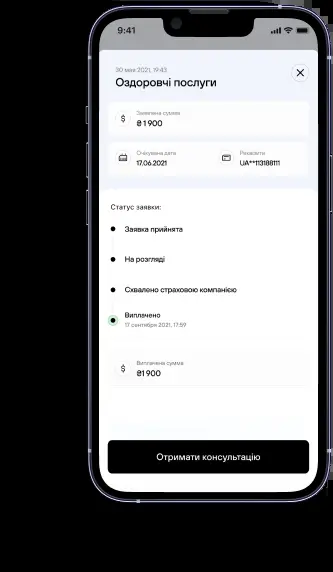 9:41
30 мая 2021, 19:43
Оздоровчі послуги
Заявлена сумма
₴ 1 900
Очікувана дата
17.06.2021
Реквізити
UA**113188111
Статус заявки:
Заявка прийнята
На розгляді
Схвалено страховою компанією
Виплачено
17 сентября 2021, 17:59
Виплачена сумма
₴1 900
Отримати консультацію